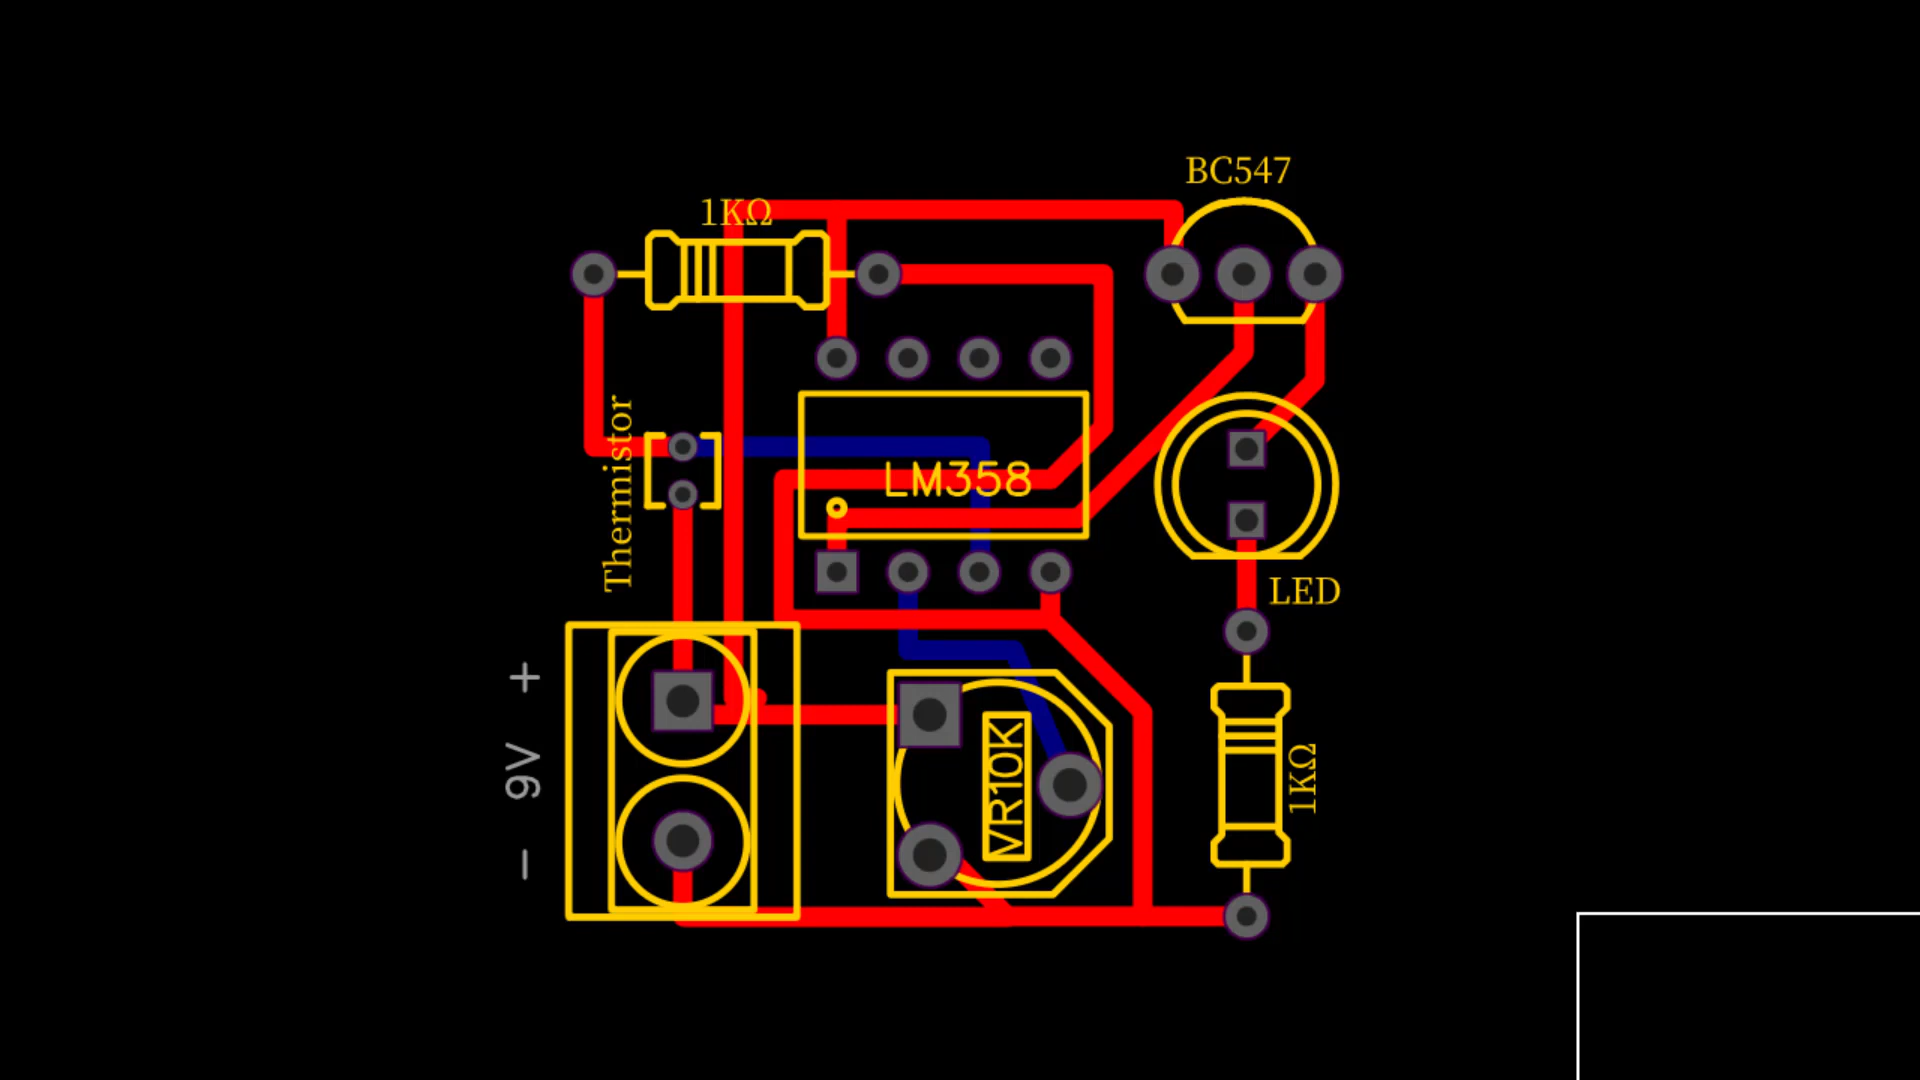 BC547
1KΩ
Thermistor
LM358
LED
+
9V
−
VR10K
1KΩ